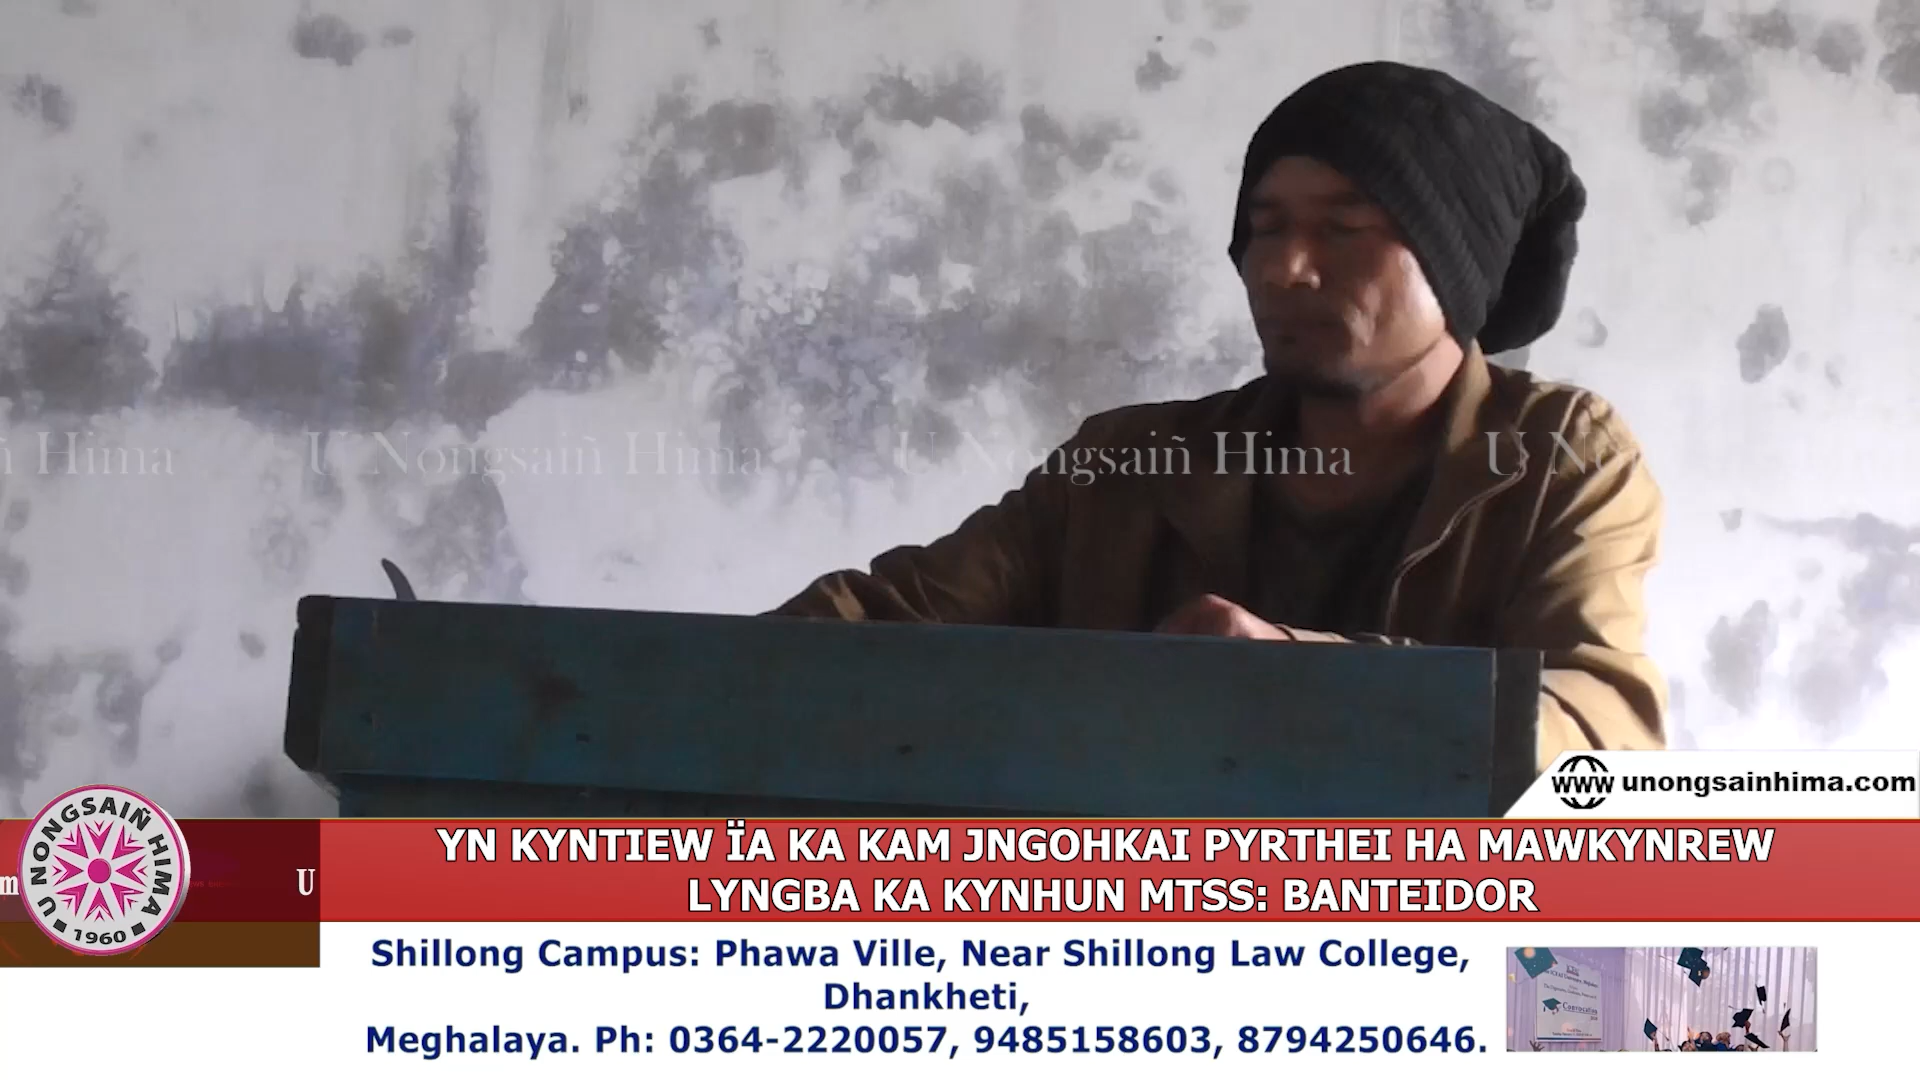 ñ Hima U Nongsaiñ Hima U Nongsaiñ Hima U No
www unongsainhima.com
U NONGSAIÑ HIMA
1960
m U
YN KYNTIEW ÏA KA KAM JNGOHKAI PYRTHEI HA MAWKYNREW
LYNGBA KA KYNHUN MTSS: BANTEIDOR
Shillong Campus: Phawa Ville, Near Shillong Law College,
Dhankheti,
Meghalaya. Ph: 0364-2220057, 9485158603, 8794250646.
Convocation